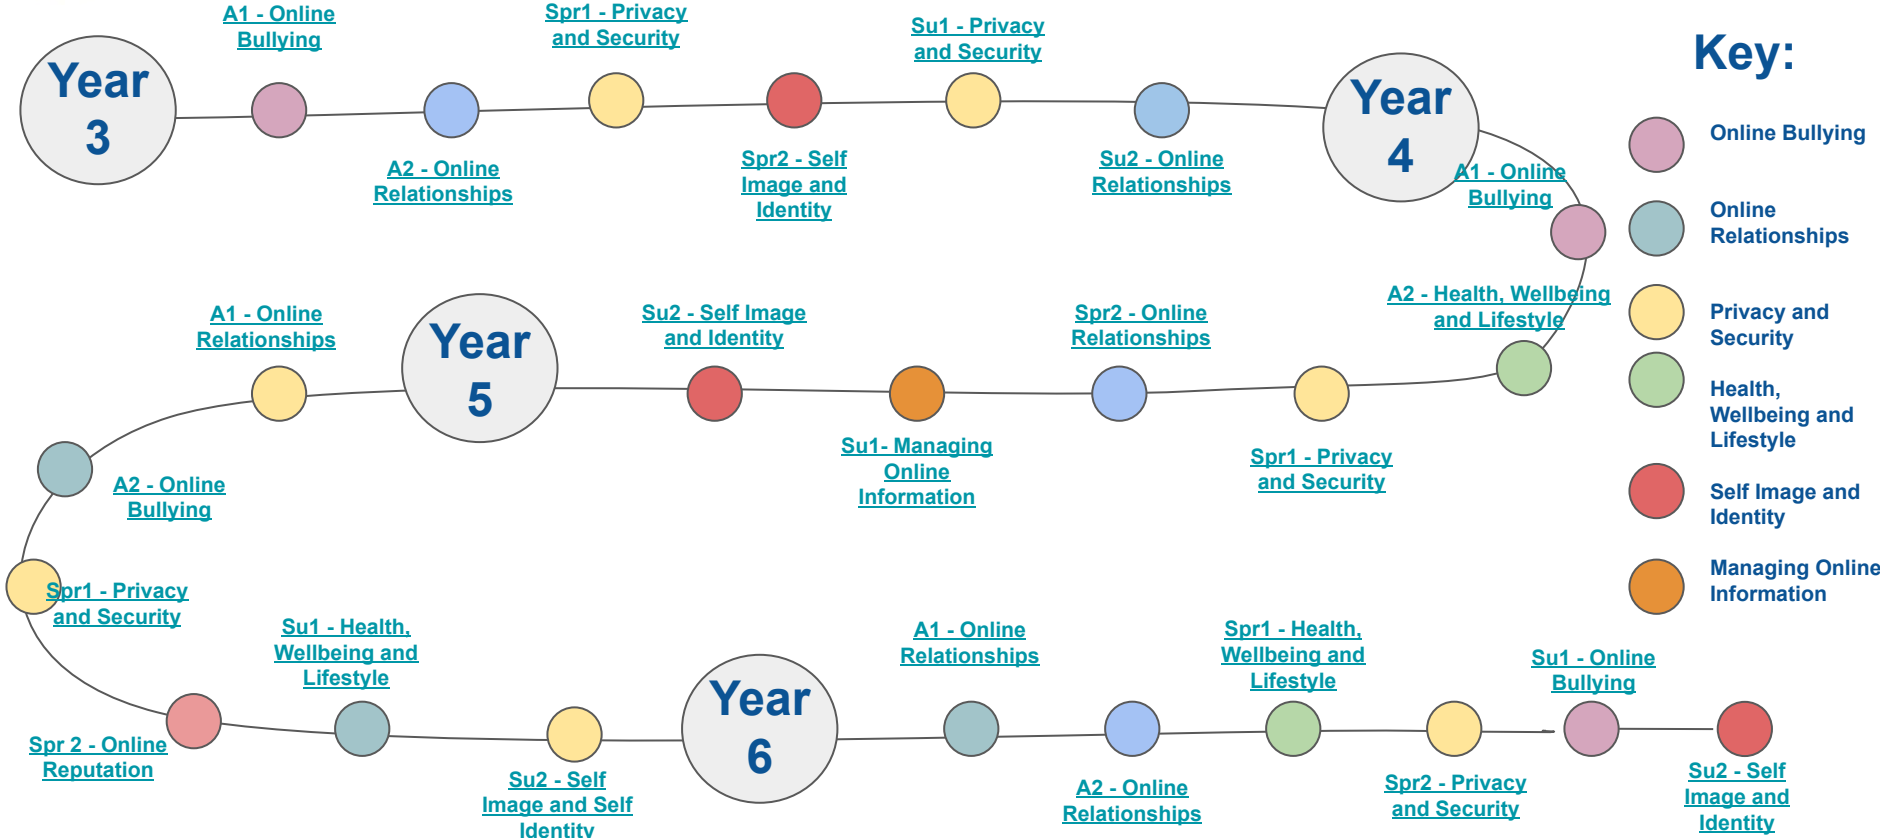 Year
3
A1 - Online
Bullying
A2 - Online
Relationships
Spr1 - Privacy
and Security
Spr2 - Self
Image and
Identity
Su1 - Privacy
and Security
Su2 - Online
Relationships
Year
4
A1 - Online
Bullying
A2 - Health, Wellbeing
and Lifestyle
Spr1 - Privacy
and Security
Spr2 - Online
Relationships
Su1- Managing
Online
Information
Su2 - Self Image
and Identity
Year
5
A1 - Online
Relationships
A2 - Online
Bullying
Spr1 - Privacy
and Security
Spr 2 - Online
Reputation
Su1 - Health,
Wellbeing and
Lifestyle
Su2 - Self
Image and Self
Identity
Year
6
A1 - Online
Relationships
A2 - Online
Relationships
Spr1 - Health,
Wellbeing and
Lifestyle
Spr2 - Privacy
and Security
Su1 - Online
Bullying
Su2 - Self
Image and
Identity
Key:
Online Bullying
Online
Relationships
Privacy and
Security
Health,
Wellbeing and
Lifestyle
Self Image and
Identity
Managing Online
Information